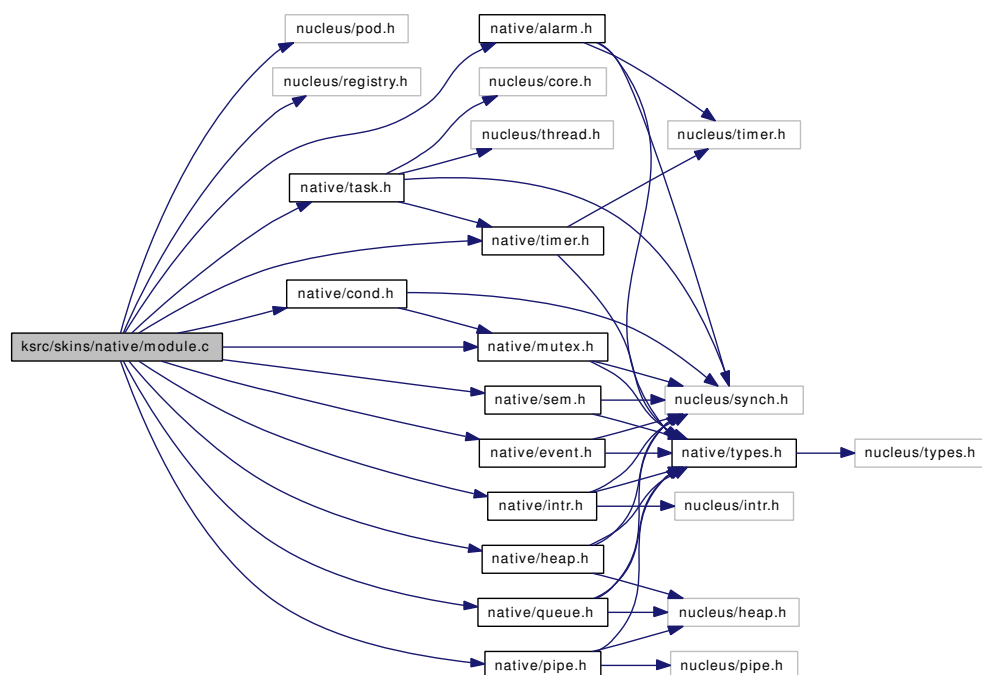 nucleus/pod.h
native/alarm.h
nucleus/registry.h
nucleus/core.h
nucleus/thread.h
nucleus/timer.h
native/task.h
native/timer.h
native/cond.h
ksrc/skins/native/module.c
native/mutex.h
native/sem.h
nucleus/synch.h
native/event.h
native/types.h
nucleus/types.h
native/intr.h
nucleus/intr.h
native/heap.h
native/queue.h
nucleus/heap.h
native/pipe.h
nucleus/pipe.h